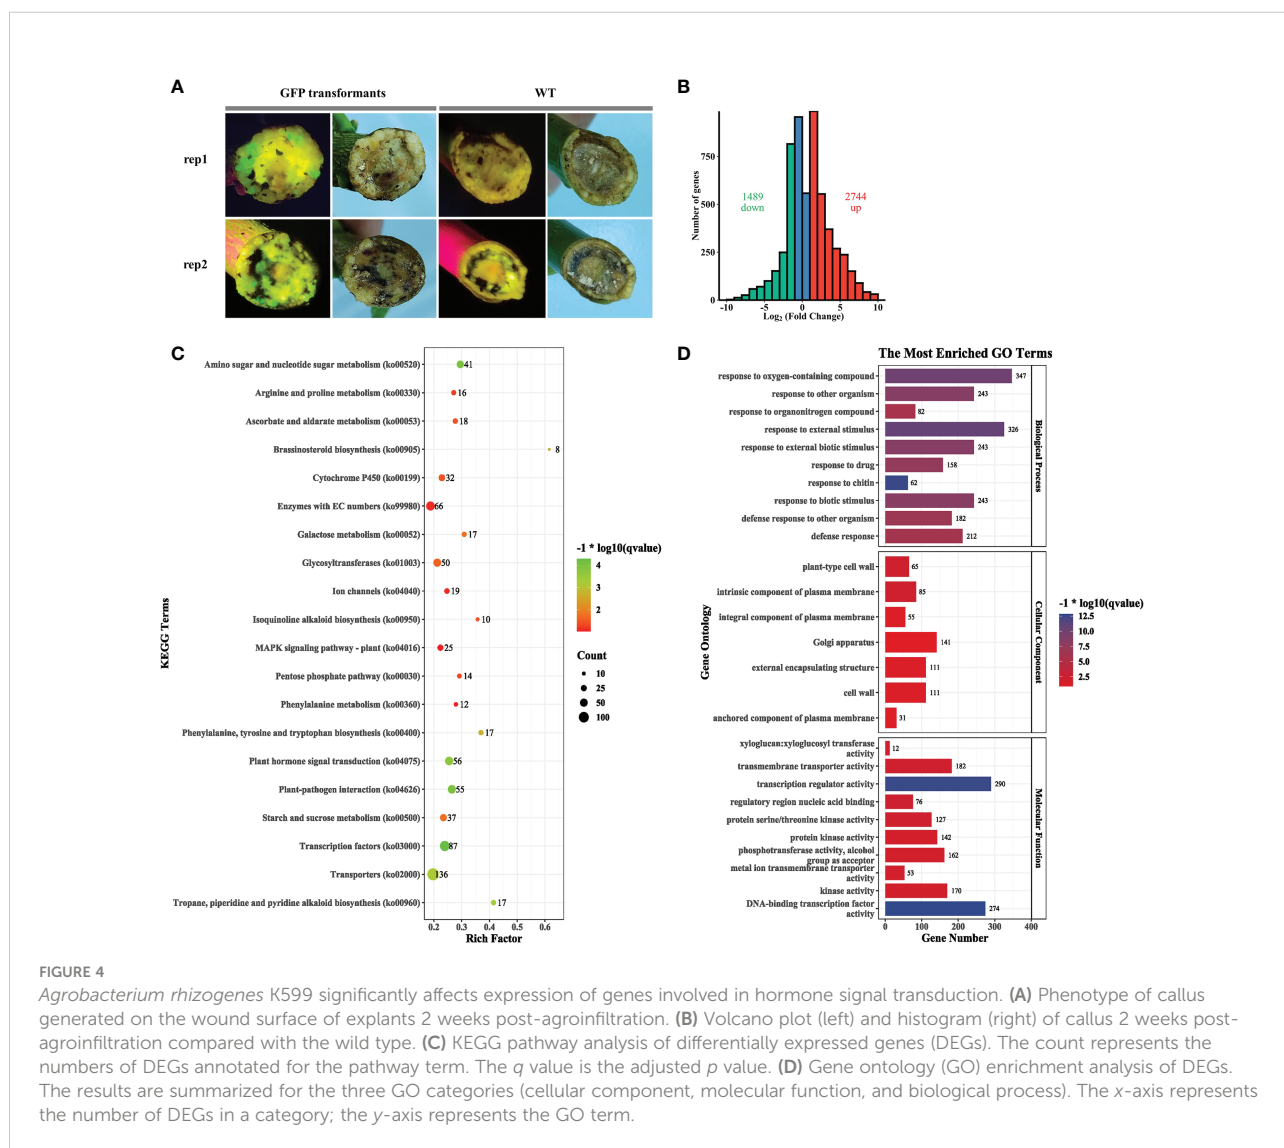 A
GFP transformants
WT
rep1
rep2
B
Number of genes
750
500
250
0
1489
down
2744
up
-10
-5
0
5
10
Log2 (Fold Change)
C
KEGG Terms
Amino sugar and nucleotide sugar metabolism (ko00520)
41
Arginine and proline metabolism (ko00330)
16
Ascorbate and aldarate metabolism (ko00053)
18
Brassinosteroid biosynthesis (ko00905)
8
Cytochrome P450 (ko00199)
32
Enzymes with EC numbers (ko99980)
66
Galactose metabolism (ko00052)
17
Glycosyltransferases (ko01003)
50
Ion channels (ko04040)
19
Isoquinoline alkaloid biosynthesis (ko00950)
10
MAPK signaling pathway - plant (ko04016)
25
Pentose phosphate pathway (ko00030)
14
Phenylalanine metabolism (ko00360)
12
Phenylalanine, tyrosine and tryptophan biosynthesis (ko00400)
17
Plant hormone signal transduction (ko04075)
56
Plant-pathogen interaction (ko04626)
55
Starch and sucrose metabolism (ko00500)
37
Transcription factors (ko03000)
87
Transporters (ko02000)
136
Tropane, piperidine and pyridine alkaloid biosynthesis (ko00960)
17
0.2
0.3
0.4
0.5
0.6
Rich Factor
-1 * log10(qvalue)
4
3
2
Count
10
25
50
100
D
The Most Enriched GO Terms
Gene Ontology
response to oxygen-containing compound
347
response to other organism
243
response to organonitrogen compound
82
response to external stimulus
326
response to external biotic stimulus
243
response to drug
158
response to chitin
62
response to biotic stimulus
243
defense response to other organism
182
defense response
212
Biological Process
plant-type cell wall
65
intrinsic component of plasma membrane
85
integral component of plasma membrane
55
Golgi apparatus
141
external encapsulating structure
111
cell wall
111
anchored component of plasma membrane
31
Cellular Component
xyloglucan:xyloglucosyl transferase
activity
12
transmembrane transporter activity
182
transcription regulator activity
290
regulatory region nucleic acid binding
76
protein serine/threonine kinase activity
127
protein kinase activity
142
phosphotransferase activity, alcohol
group as acceptor
162
metal ion transmembrane transporter
activity
53
kinase activity
170
DNA-binding transcription factor
activity
274
Molecular Function
0
100
200
300
400
Gene Number
-1 * log10(qvalue)
12.5
10.0
7.5
5.0
2.5
FIGURE 4
Agrobacterium rhizogenes K599 significantly affects expression of genes involved in hormone signal transduction. (A) Phenotype of callus
generated on the wound surface of explants 2 weeks post-agroinfiltration. (B) Volcano plot (left) and histogram (right) of callus 2 weeks post-
agroinfiltration compared with the wild type. (C) KEGG pathway analysis of differentially expressed genes (DEGs). The count represents the
numbers of DEGs annotated for the pathway term. The q value is the adjusted p value. (D) Gene ontology (GO) enrichment analysis of DEGs.
The results are summarized for the three GO categories (cellular component, molecular function, and biological process). The x-axis represents
the number of DEGs in a category; the y-axis represents the GO term.